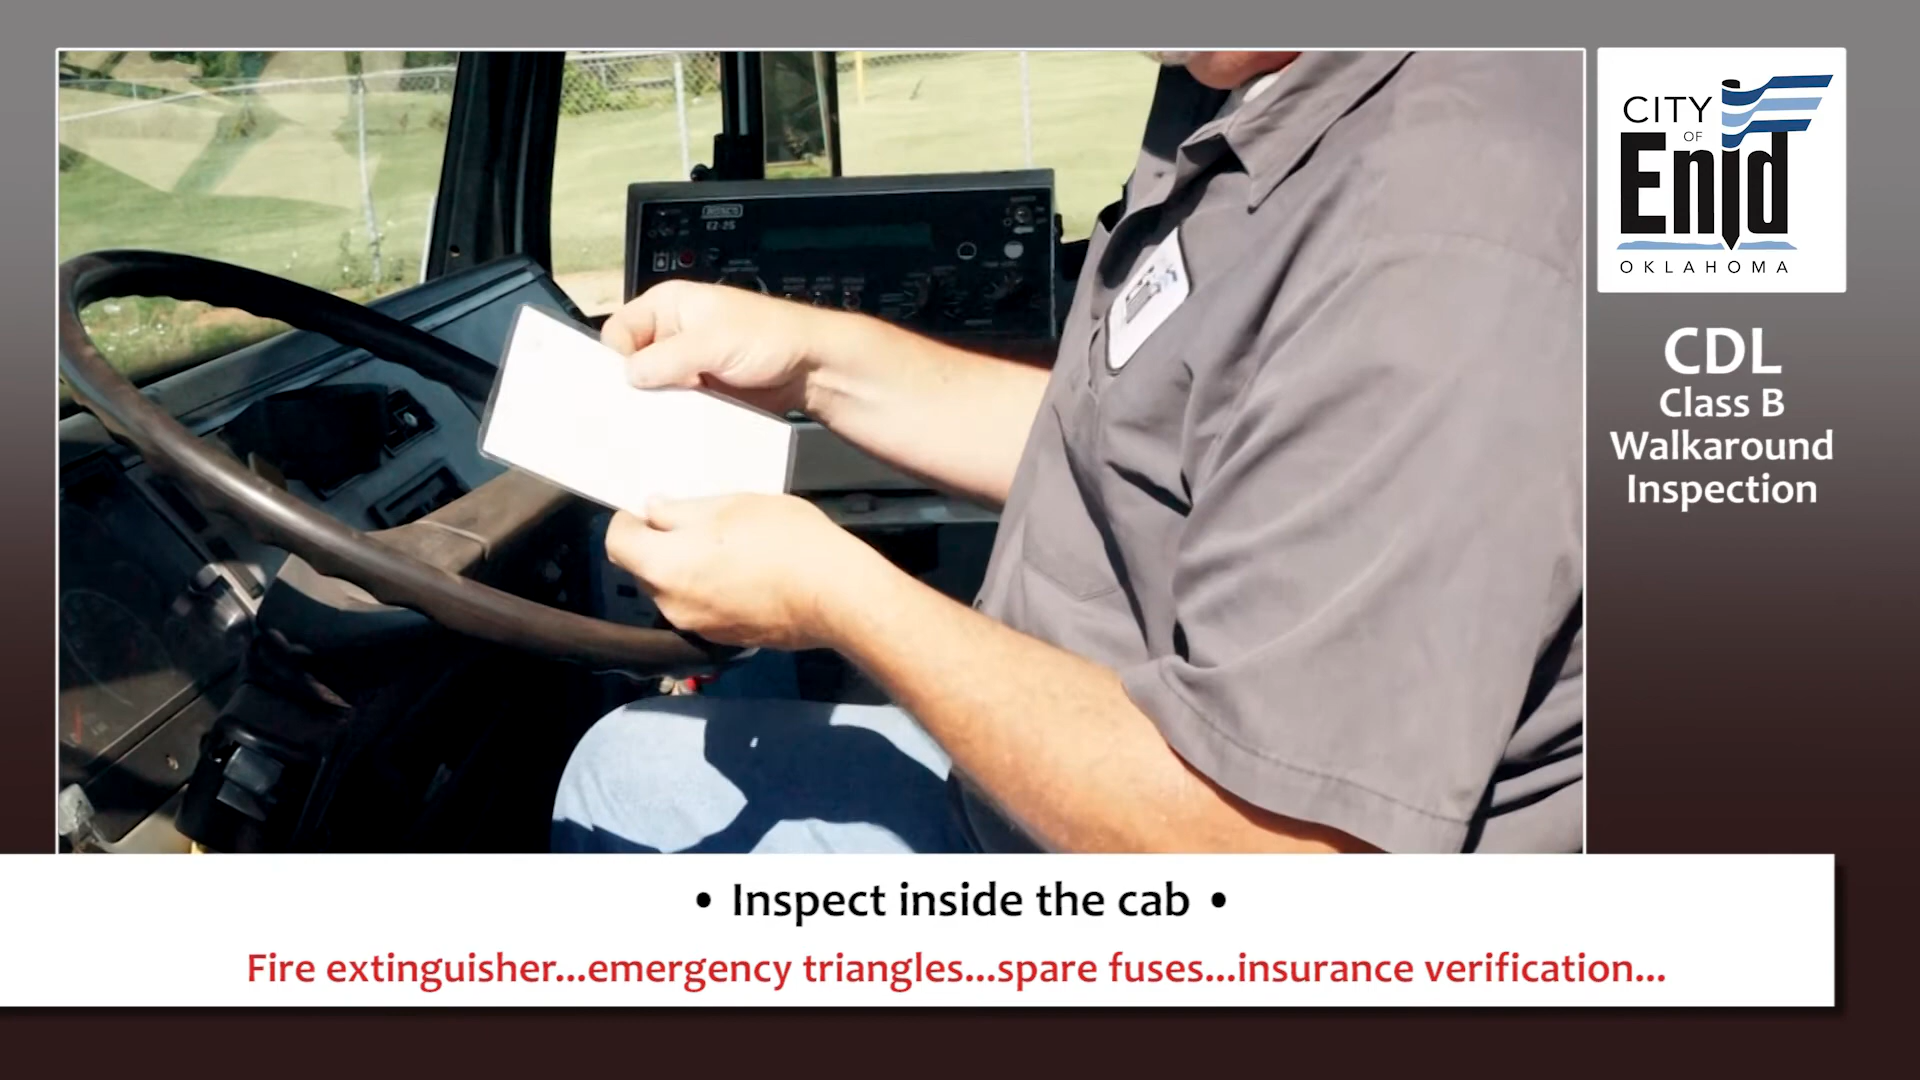 CITY
OF
Enid
OKLAHOMA
CDL
Class B
Walkaround
Inspection
• Inspect inside the cab •
Fire extinguisher...emergency triangles...spare fuses...insurance verification...